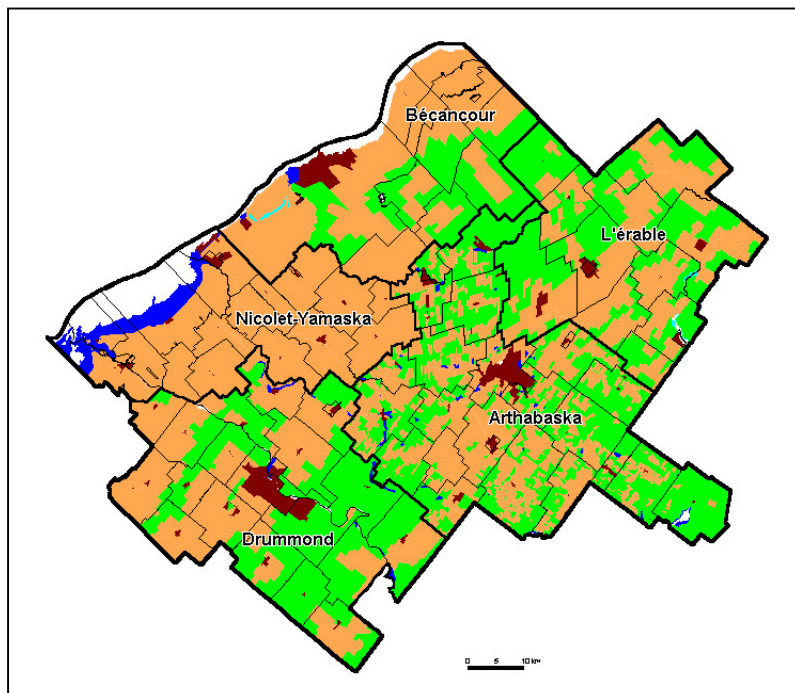 Bécancour
L'érable
Nicolet-Yamaska
Arthabaska
Drummond
0 5 10 km